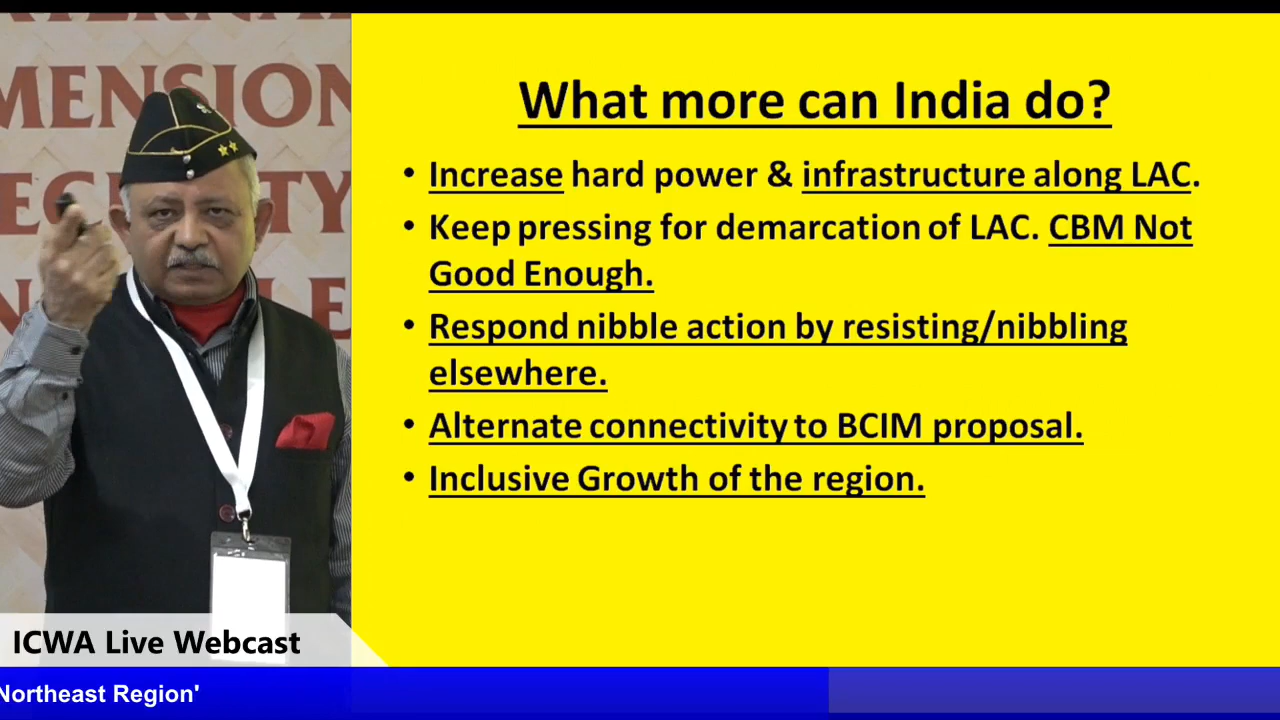 MENSION
What more can India do?
• Increase hard power & infrastructure along LAC.
• Keep pressing for demarcation of LAC. CBM Not
Good Enough.
• Respond nibble action by resisting/nibbling
elsewhere.
• Alternate connectivity to BCIM proposal.
• Inclusive Growth of the region.
ICWA Live Webcast
Northeast Region'